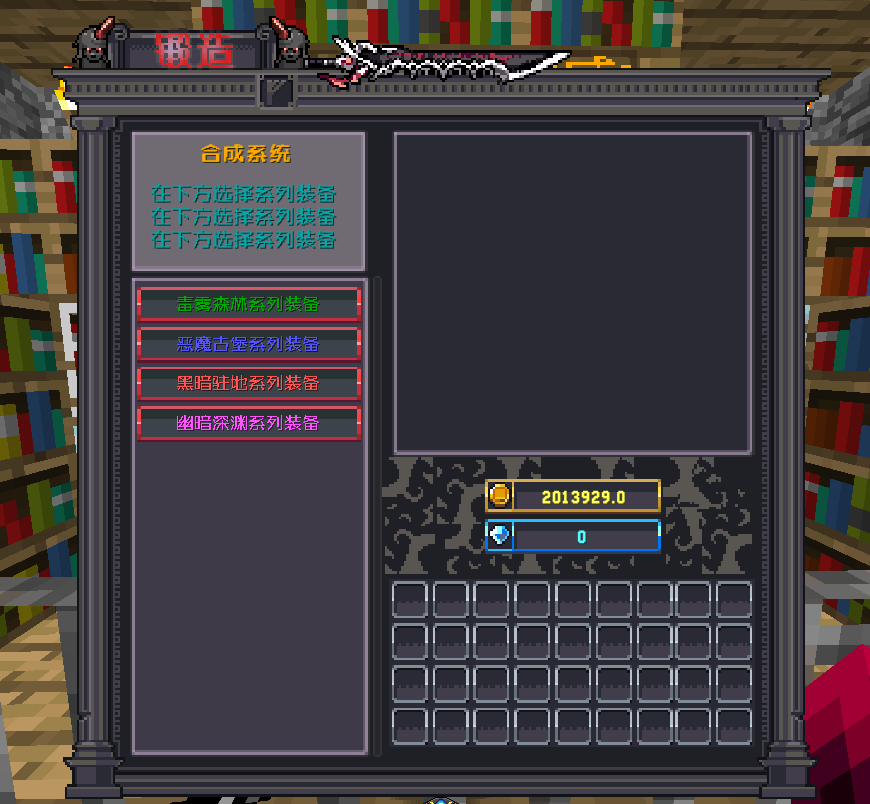 锻造
合成系统
在下方选择系列装备
在下方选择系列装备
在下方选择系列装备
毒雾森林系列装备
恶魔古堡系列装备
黑暗驻地系列装备
幽暗深渊系列装备
2013929.0
0